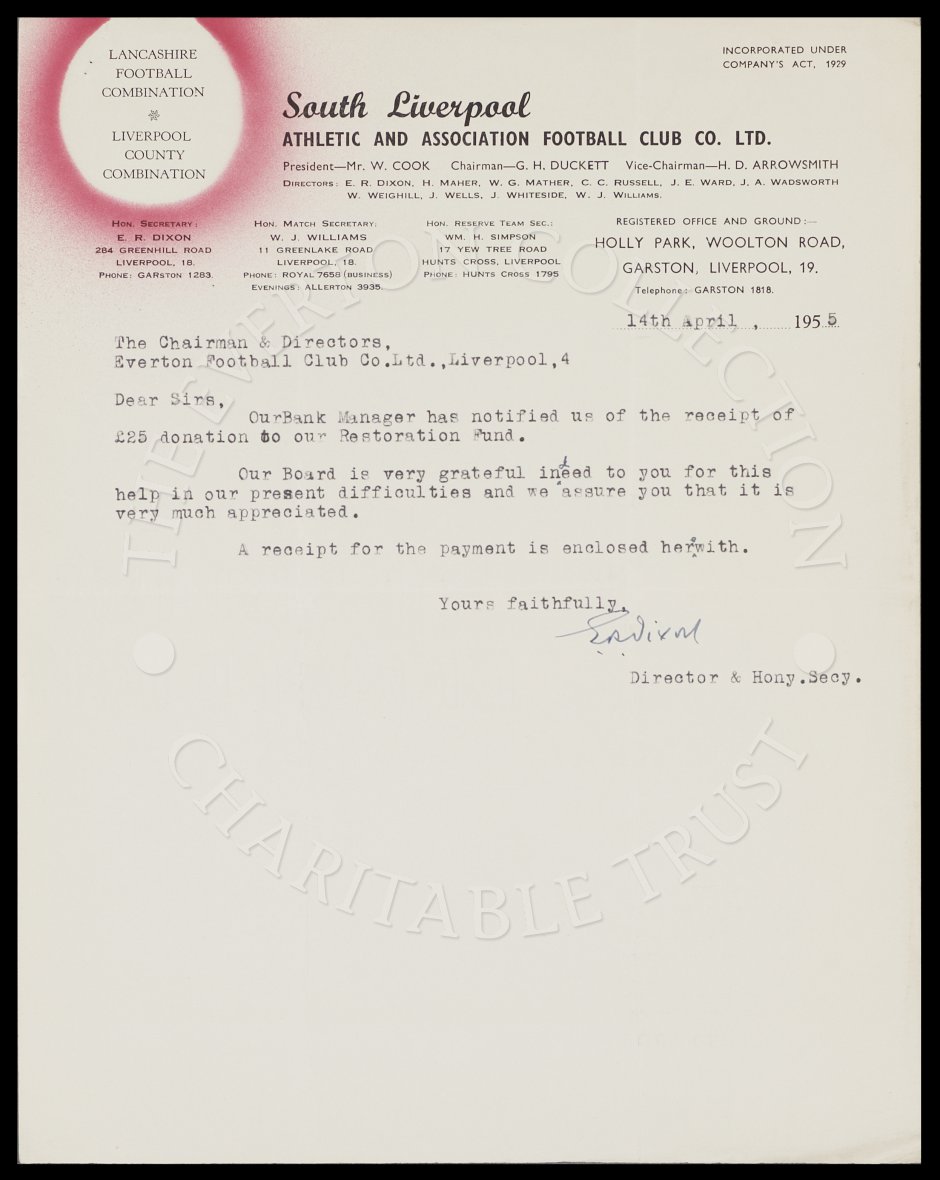 LANCASHIRE
FOOTBALL
COMBINATION
LIVERPOOL
COUNTY
COMBINATION
INCORPORATED UNDER
COMPANY'S ACT, 1929
South Liverpool
ATHLETIC AND ASSOCIATION FOOTBALL CLUB CO. LTD.
President—Mr. W. COOK Chairman—G. H. DUCKETT Vice-Chairman—H. D. ARROWSMITH
DIRECTORS: E. R. DIXON, H. MAHER, W. G. MATHER, C. C. RUSSELL, J. E. WARD, J. A. WADSWORTH
W. WEIGHILL, J. WELLS, J. WHITESIDE, W. J. WILLIAMS.
HON. SECRETARY:
E. R. DIXON
284 GREENHILL ROAD
LIVERPOOL, 18.
PHONE: GARSTON 1283.
HON. MATCH SECRETARY:
W. J. WILLIAMS
11 GREENLAKE ROAD
LIVERPOOL, 18.
PHONE: ROYAL 7658 (BUSINESS)
EVENINGS: ALLERTON 3935.
HON. RESERVE TEAM SEC.:
WM. H. SIMPSON
17 YEW TREE ROAD
HUNTS CROSS, LIVERPOOL
PHONE: HUNTS CROSS 1795
REGISTERED OFFICE AND GROUND:—
HOLLY PARK, WOOLTON ROAD,
GARSTON, LIVERPOOL, 19.
Telephone: GARSTON 1818.
14th April , 1955
The Chairman & Directors,
Everton Football Club Co.Ltd.,Liverpool,4
Dear Sirs,
OurBank Manager has notified us of the receipt of
£25 donation to our Restoration Fund.
Our Board is very grateful indeed to you for this
help in our present difficulties and we assure you that it is
very much appreciated.
A receipt for the payment is enclosed herewith.
Yours faithfully,
E R Dixon
Director & Hony.Secy.
THE EVERTON COLLECTION
CHARITABLE TRUST